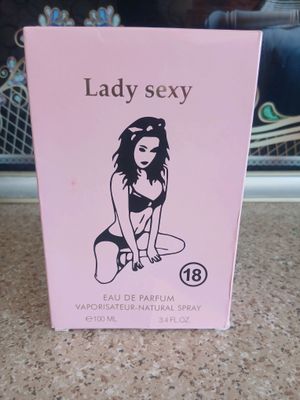 Lady sexy
18
EAU DE PARFUM
VAPORISATEUR-NATURAL SPRAY
℮100 ML 3.4 FL.OZ